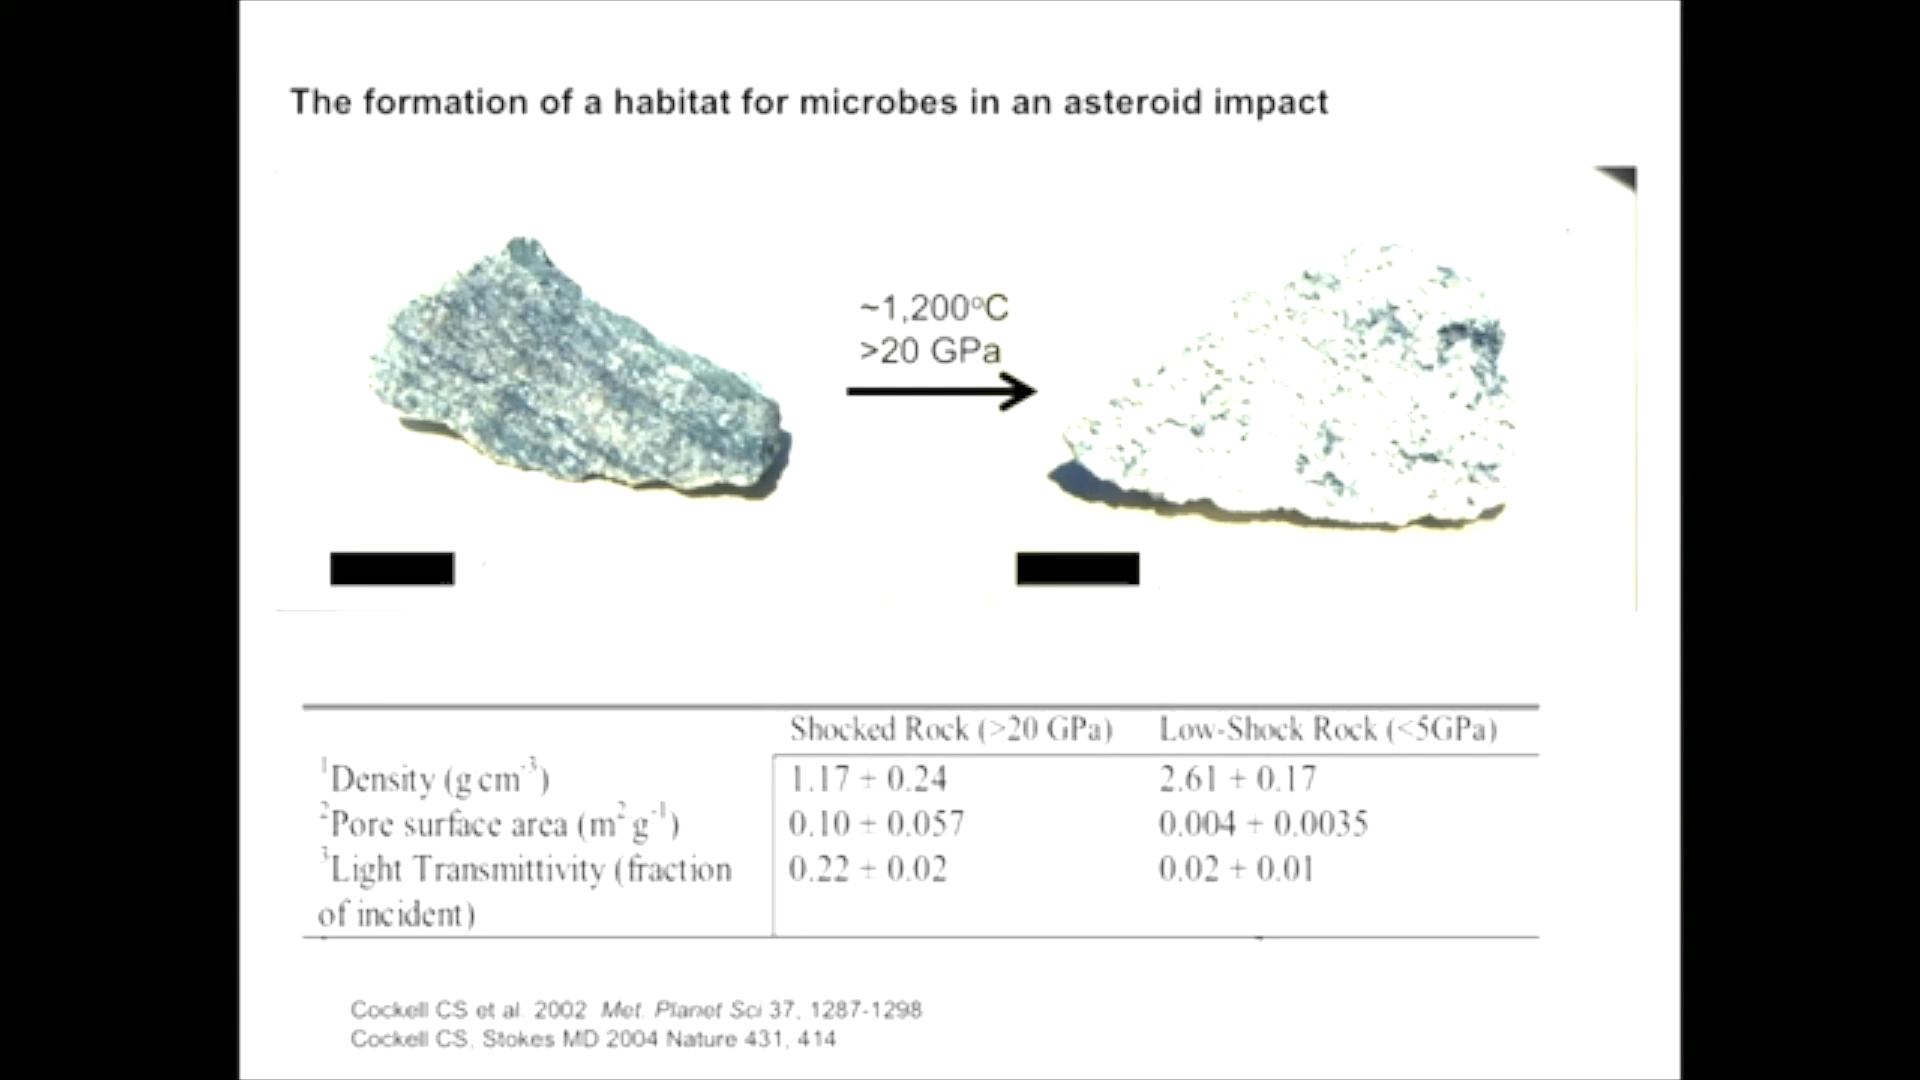 The formation of a habitat for microbes in an asteroid impact
~1,200°C
>20 GPa
Shocked Rock (>20 GPa) Low-Shock Rock (<5GPa)
¹Density (g cm⁻³) 1.17 ± 0.24 2.61 ± 0.17
²Pore surface area (m² g⁻¹) 0.10 ± 0.057 0.004 ± 0.0035
³Light Transmittivity (fraction 0.22 ± 0.02 0.02 ± 0.01
of incident)
Cockell CS et al. 2002 Met. Planet Sci 37, 1287-1298
Cockell CS, Stokes MD 2004 Nature 431, 414